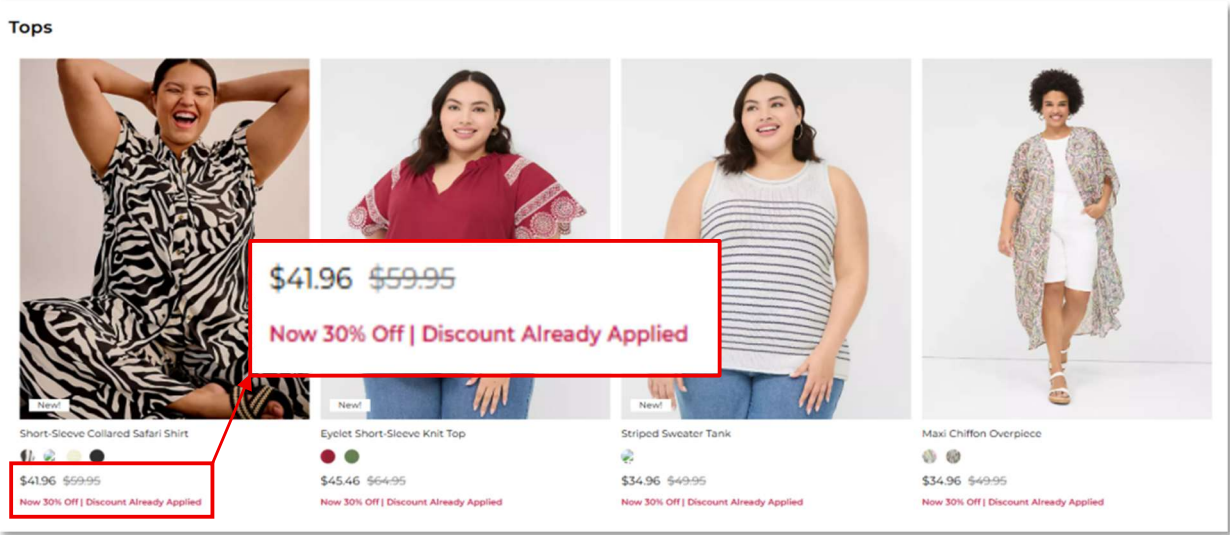 Tops
$41.96 $59.95
Now 30% Off | Discount Already Applied
New!
New!
New!
Short-Sleeve Collared Safari Shirt
Eyelet Short-Sleeve Knit Top
Striped Sweater Tank
Maxi Chiffon Overpiece
$41.96 $59.95
$45.46 $64.95
$34.96 $49.95
$34.96 $49.95
Now 30% Off | Discount Already Applied
Now 30% Off | Discount Already Applied
Now 30% Off | Discount Already Applied
Now 30% Off | Discount Already Applied